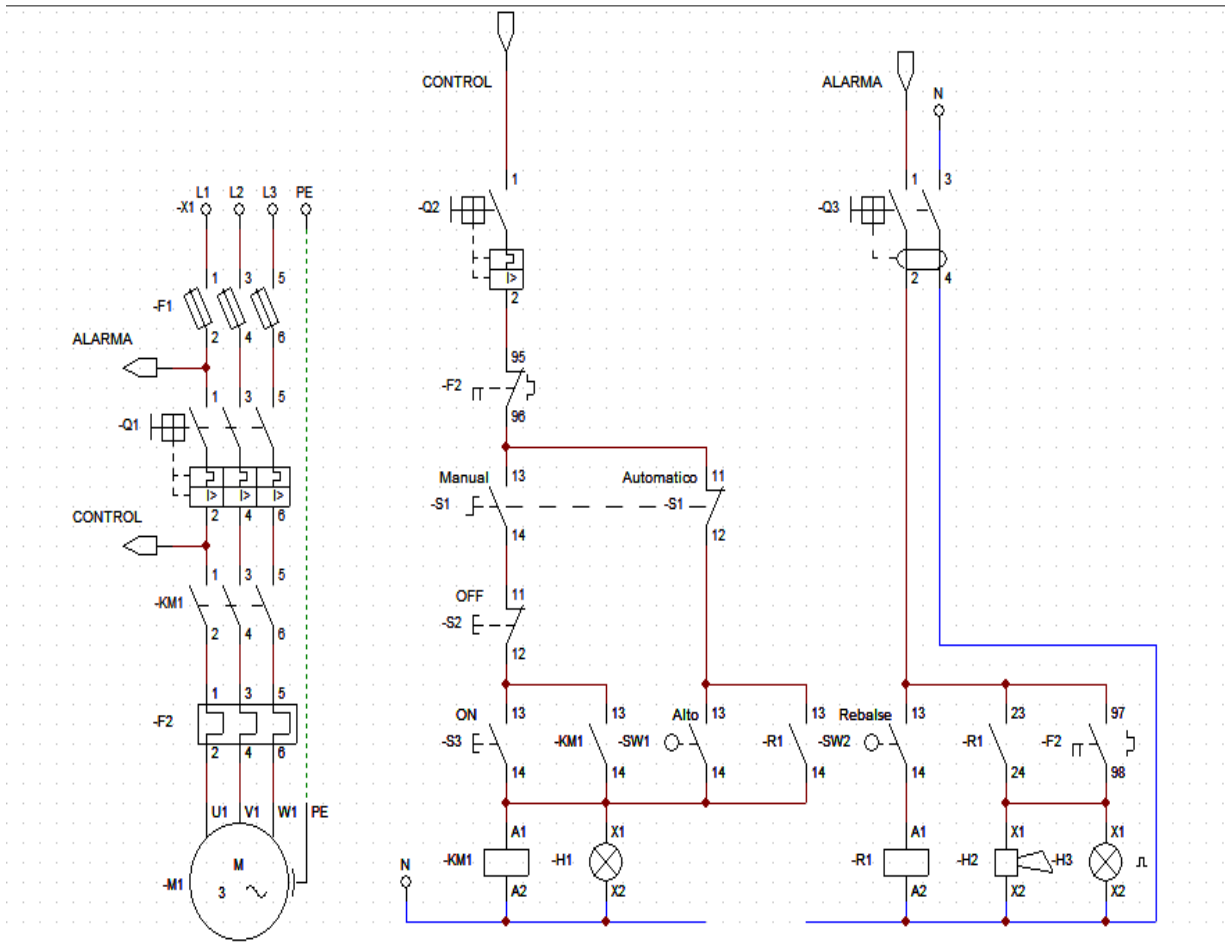 CONTROL
ALARMA
N
L1 L2 L3 PE
-X1
1
1 3
-Q2
-Q3
I>
2
2 4
1 3 5
-F1
2 4 6
ALARMA
95
-F2
96
1 3 5
-Q1
I> I> I>
2 4 6
Manual 13
Automatico 11
-S1
-S1
14
12
CONTROL
1 3 5
-KM1
2 4 6
OFF 11
-S2
12
1 3 5
-F2
2 4 6
ON 13
13
Alto 13
13
Rebalse 13
23
97
-S3
-KM1
-SW1
-R1
-SW2
-R1
-F2
14
14
14
14
14
24
98
U1 V1 W1 PE
M
3
-M1
N
A1
X1
A1
X1
X1
-KM1
-H1
-R1
-H2
-H3
A2
X2
A2
X2
X2